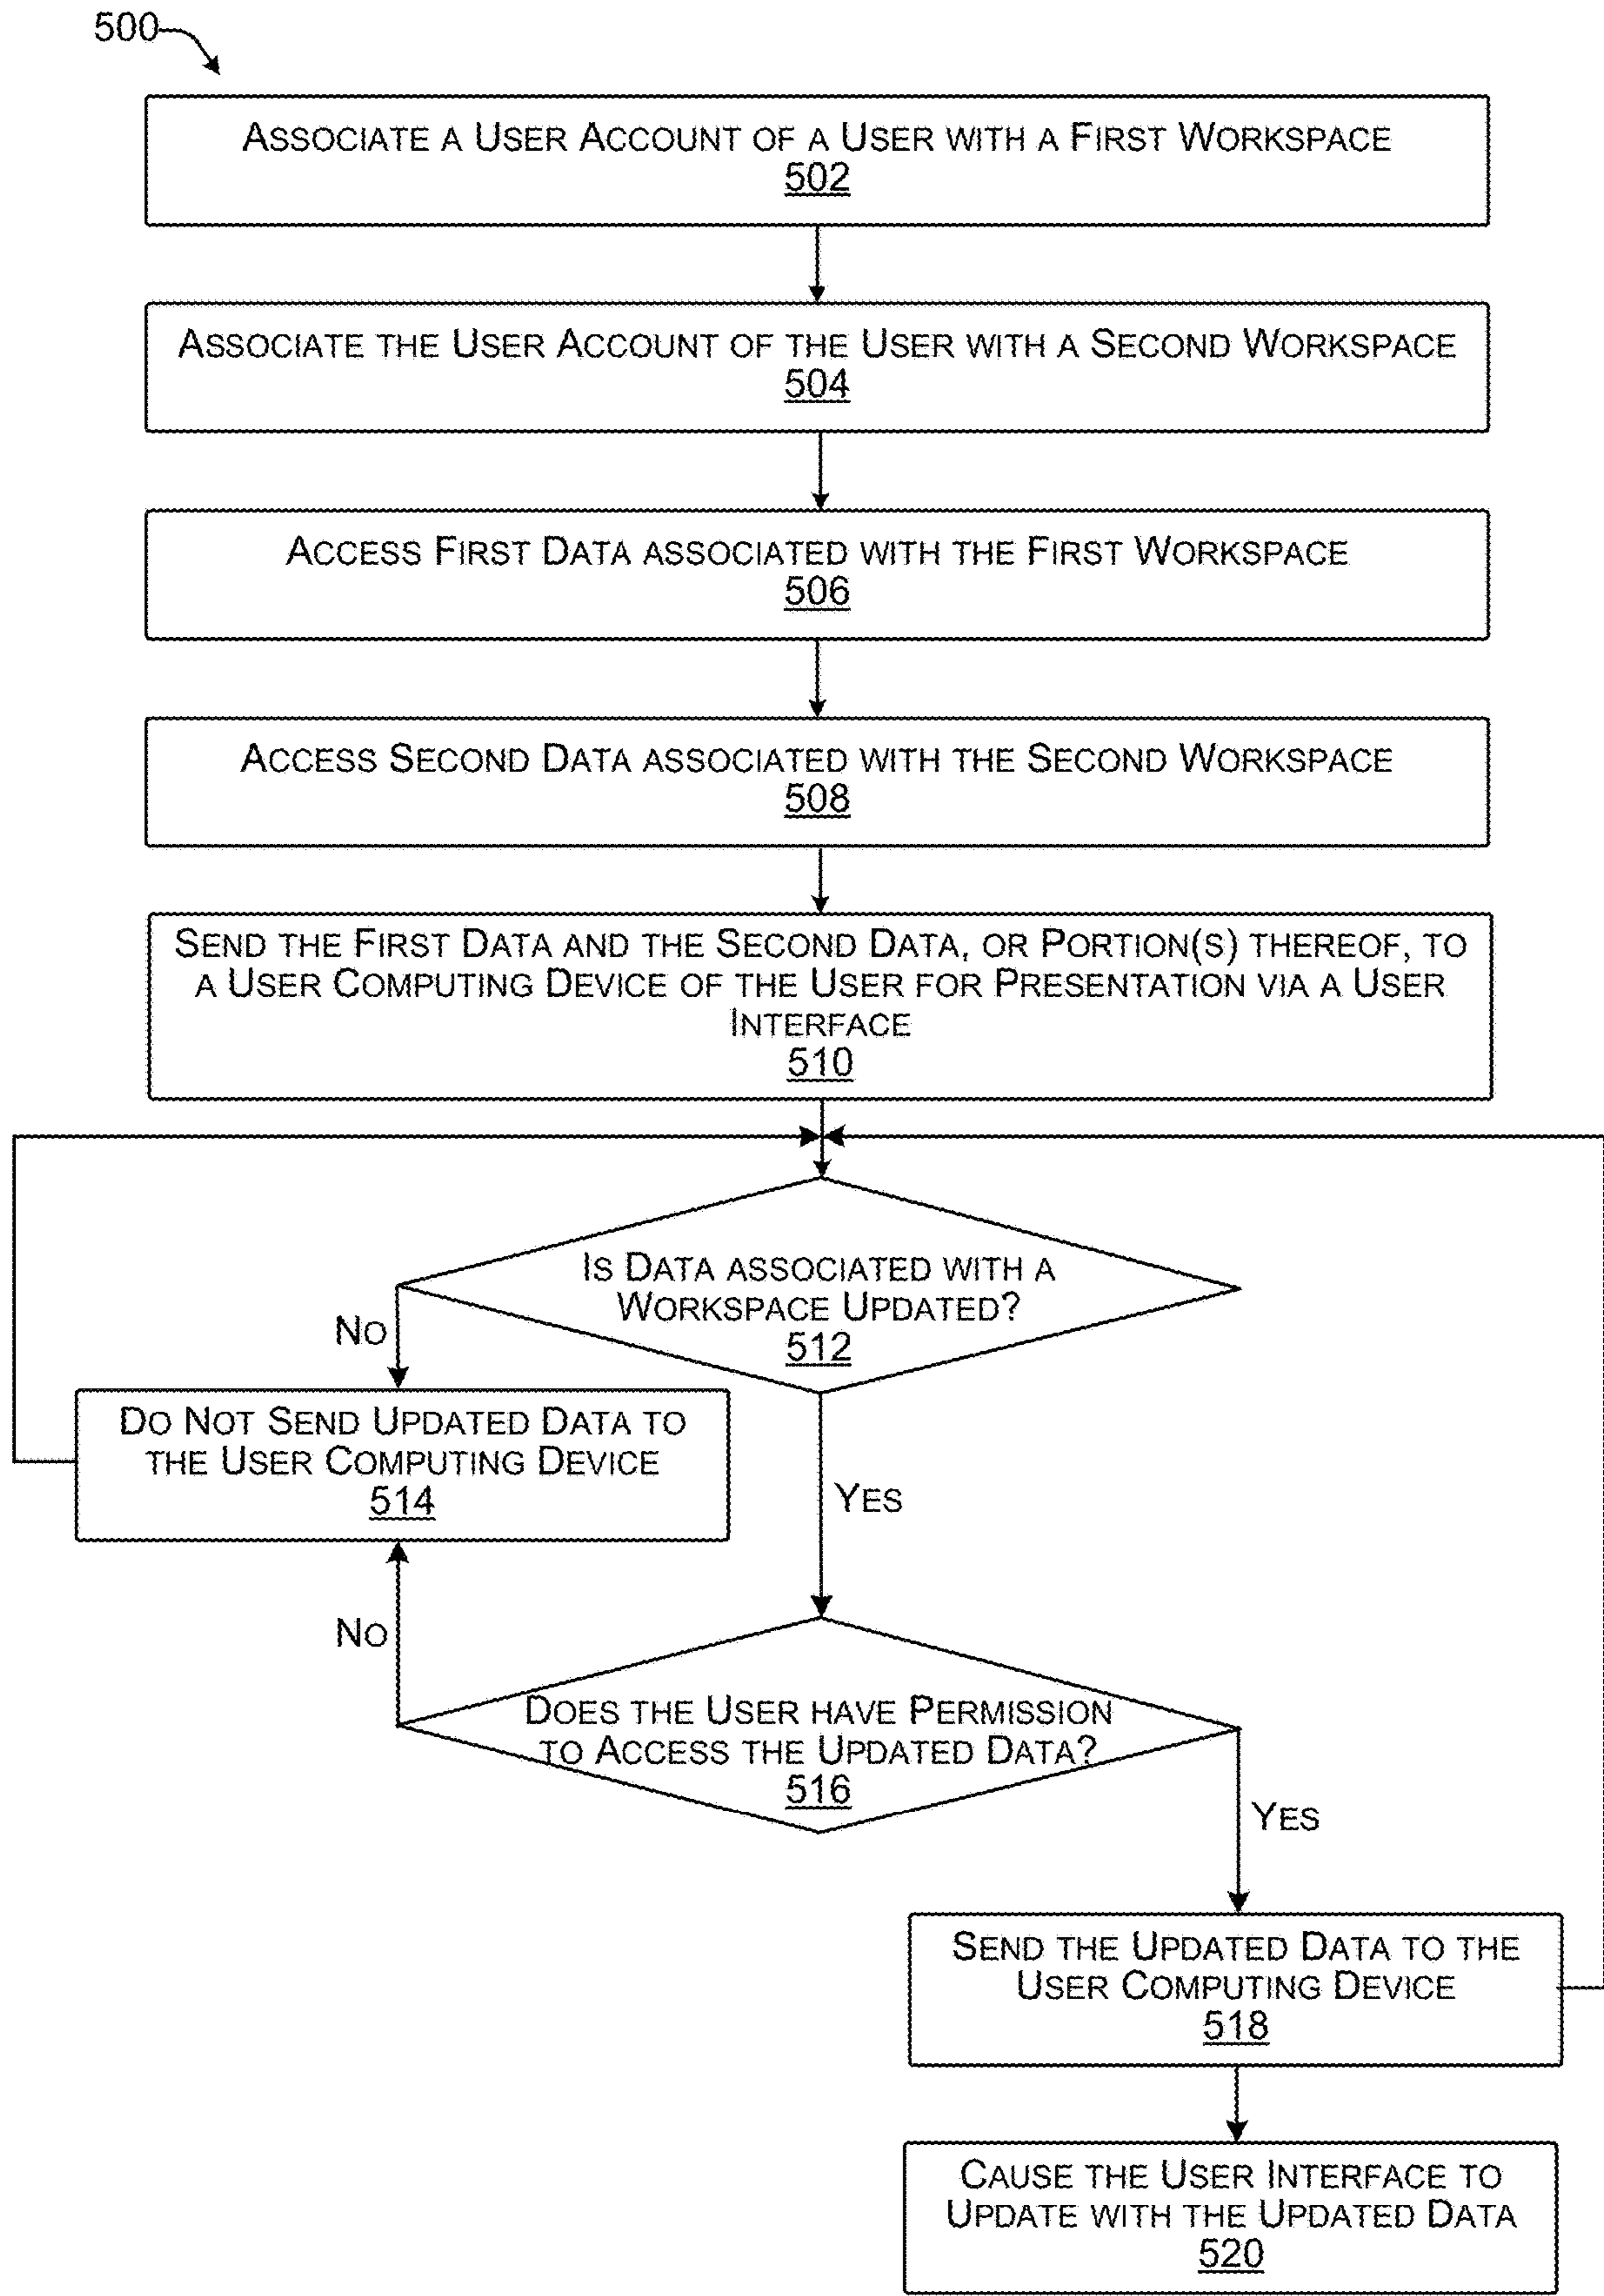 500
Associate a User Account of a User with a First Workspace
502
Associate the User Account of the User with a Second Workspace
504
Access First Data associated with the First Workspace
506
Access Second Data associated with the Second Workspace
508
Send the First Data and the Second Data, or Portion(s) thereof, to
a User Computing Device of the User for Presentation via a User
Interface
510
Is Data associated with a
Workspace Updated?
512
No
Do Not Send Updated Data to
the User Computing Device
514
Yes
No
Does the User have Permission
to Access the Updated Data?
516
Yes
Send the Updated Data to the
User Computing Device
518
Cause the User Interface to
Update with the Updated Data
520